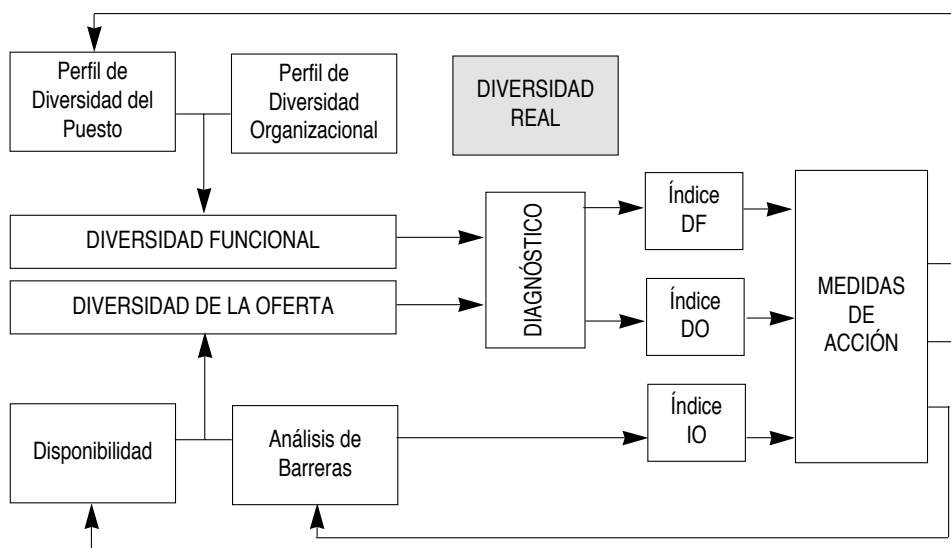 Perfil de
Diversidad del
Puesto
Perfil de
Diversidad
Organizacional
DIVERSIDAD
REAL
DIVERSIDAD FUNCIONAL
DIVERSIDAD DE LA OFERTA
DIAGNÓSTICO
Índice
DF
Índice
DO
Índice
IO
MEDIDAS
DE
ACCIÓN
Disponibilidad
Análisis de
Barreras